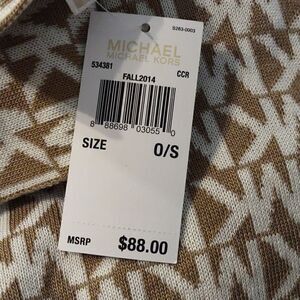 S263-0003
MICHAEL
MICHAEL KORS
534381 CCR
FALL2014
8 88698 03055 0
SIZE O/S
MSRP $88.00